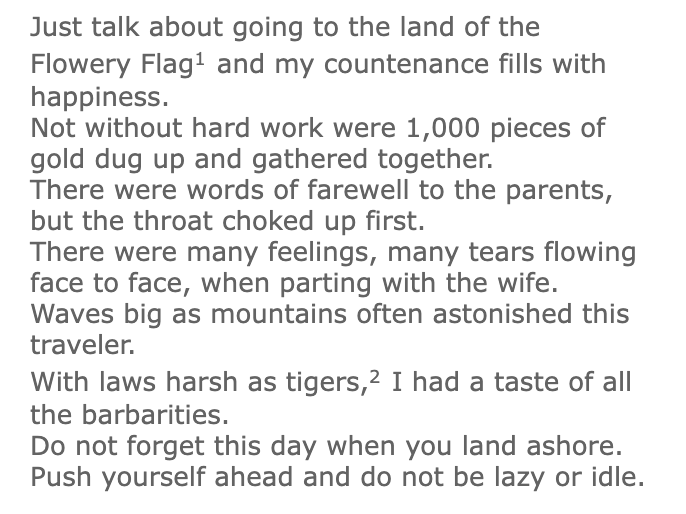 Just talk about going to the land of the
Flowery Flag¹ and my countenance fills with
happiness.
Not without hard work were 1,000 pieces of
gold dug up and gathered together.
There were words of farewell to the parents,
but the throat choked up first.
There were many feelings, many tears flowing
face to face, when parting with the wife.
Waves big as mountains often astonished this
traveler.
With laws harsh as tigers,² I had a taste of all
the barbarities.
Do not forget this day when you land ashore.
Push yourself ahead and do not be lazy or idle.